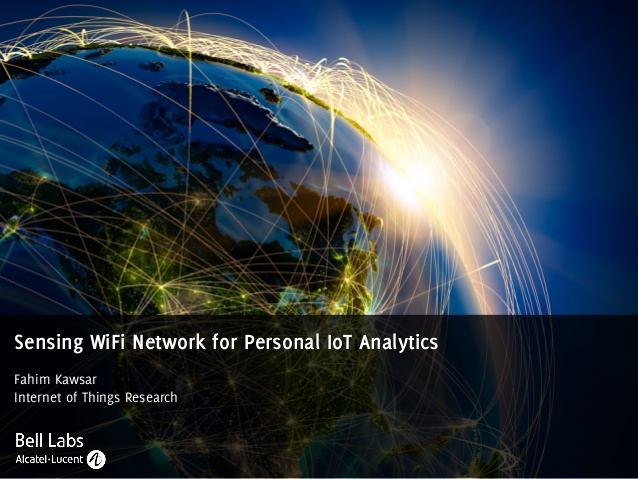 Sensing WiFi Network for Personal IoT Analytics
Fahim Kawsar
Internet of Things Research
Bell Labs
Alcatel·Lucent